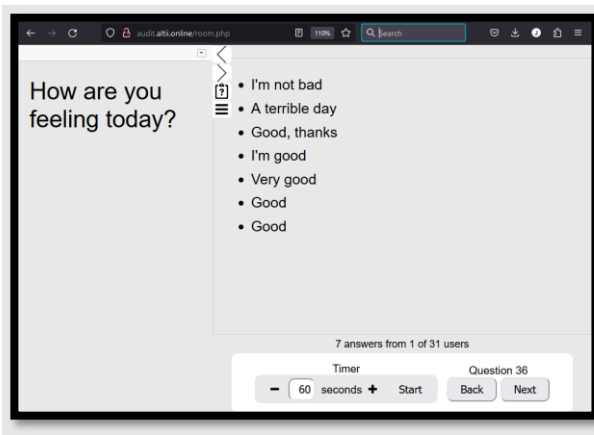 audit.alti.online/room.php
110%
Search
How are you
feeling today?
I'm not bad
A terrible day
Good, thanks
I'm good
Very good
Good
Good
7 answers from 1 of 31 users
Timer
60 seconds
Start
Question 36
Back
Next